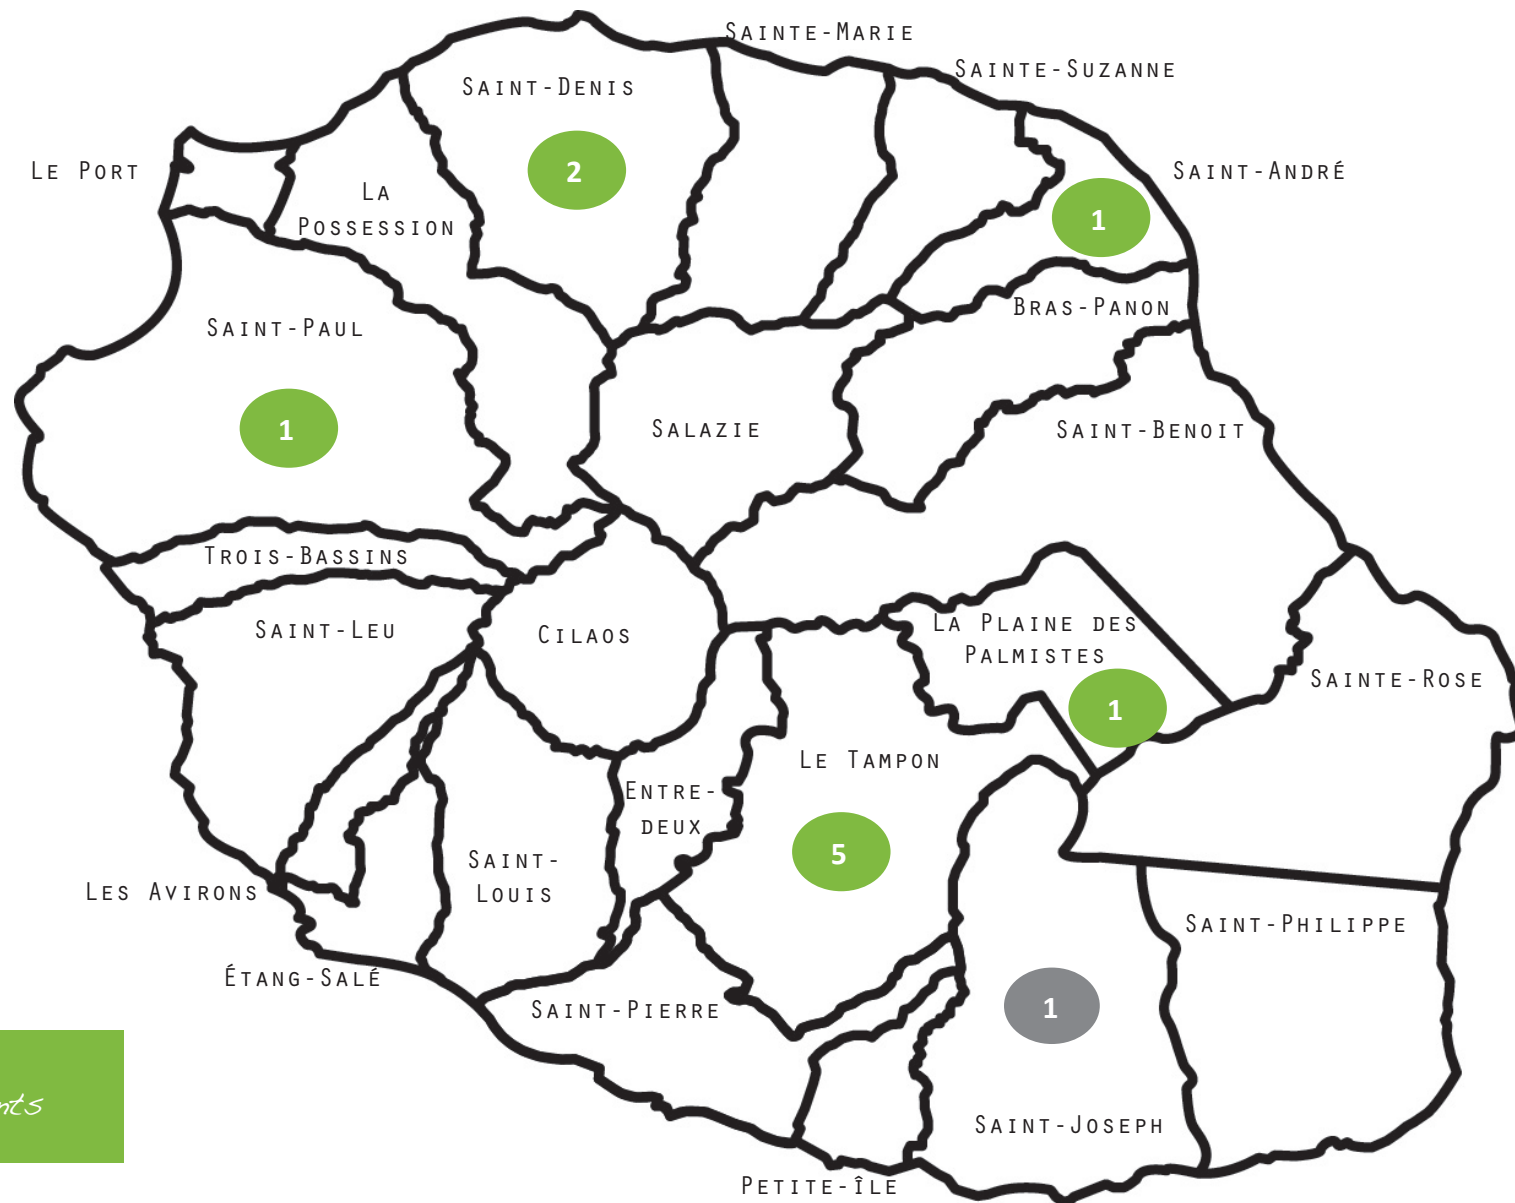 Sainte-Marie
Sainte-Suzanne
Saint-Denis
2
Le Port
Saint-André
La
Possession
1
Bras-Panon
Saint-Paul
1
Salazie
Saint-Benoit
Trois-Bassins
Saint-Leu
Cilaos
La Plaine des
Palmistes
1
Sainte-Rose
Le Tampon
5
Entre-
deux
Saint-
Louis
Les Avirons
Saint-Philippe
Étang-Salé
Saint-Pierre
1
Saint-Joseph
Petite-Île